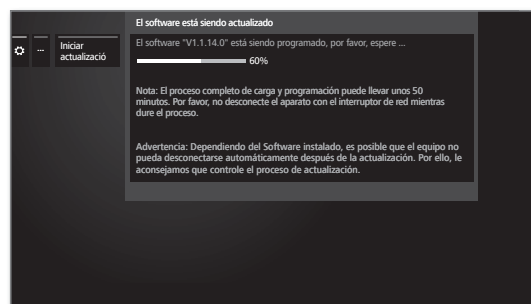 El software está siendo actualizado
...
Iniciar
actualizació
El software "V1.1.14.0" está siendo programado, por favor, espere ...
60%
Nota: El proceso completo de carga y programación puede llevar unos 50
minutos. Por favor, no desconecte el aparato con el interruptor de red mientras
dure el proceso.
Advertencia: Dependiendo del Software instalado, es posible que el equipo no
pueda desconectarse automáticamente después de la actualización. Por ello, le
aconsejamos que controle el proceso de actualización.